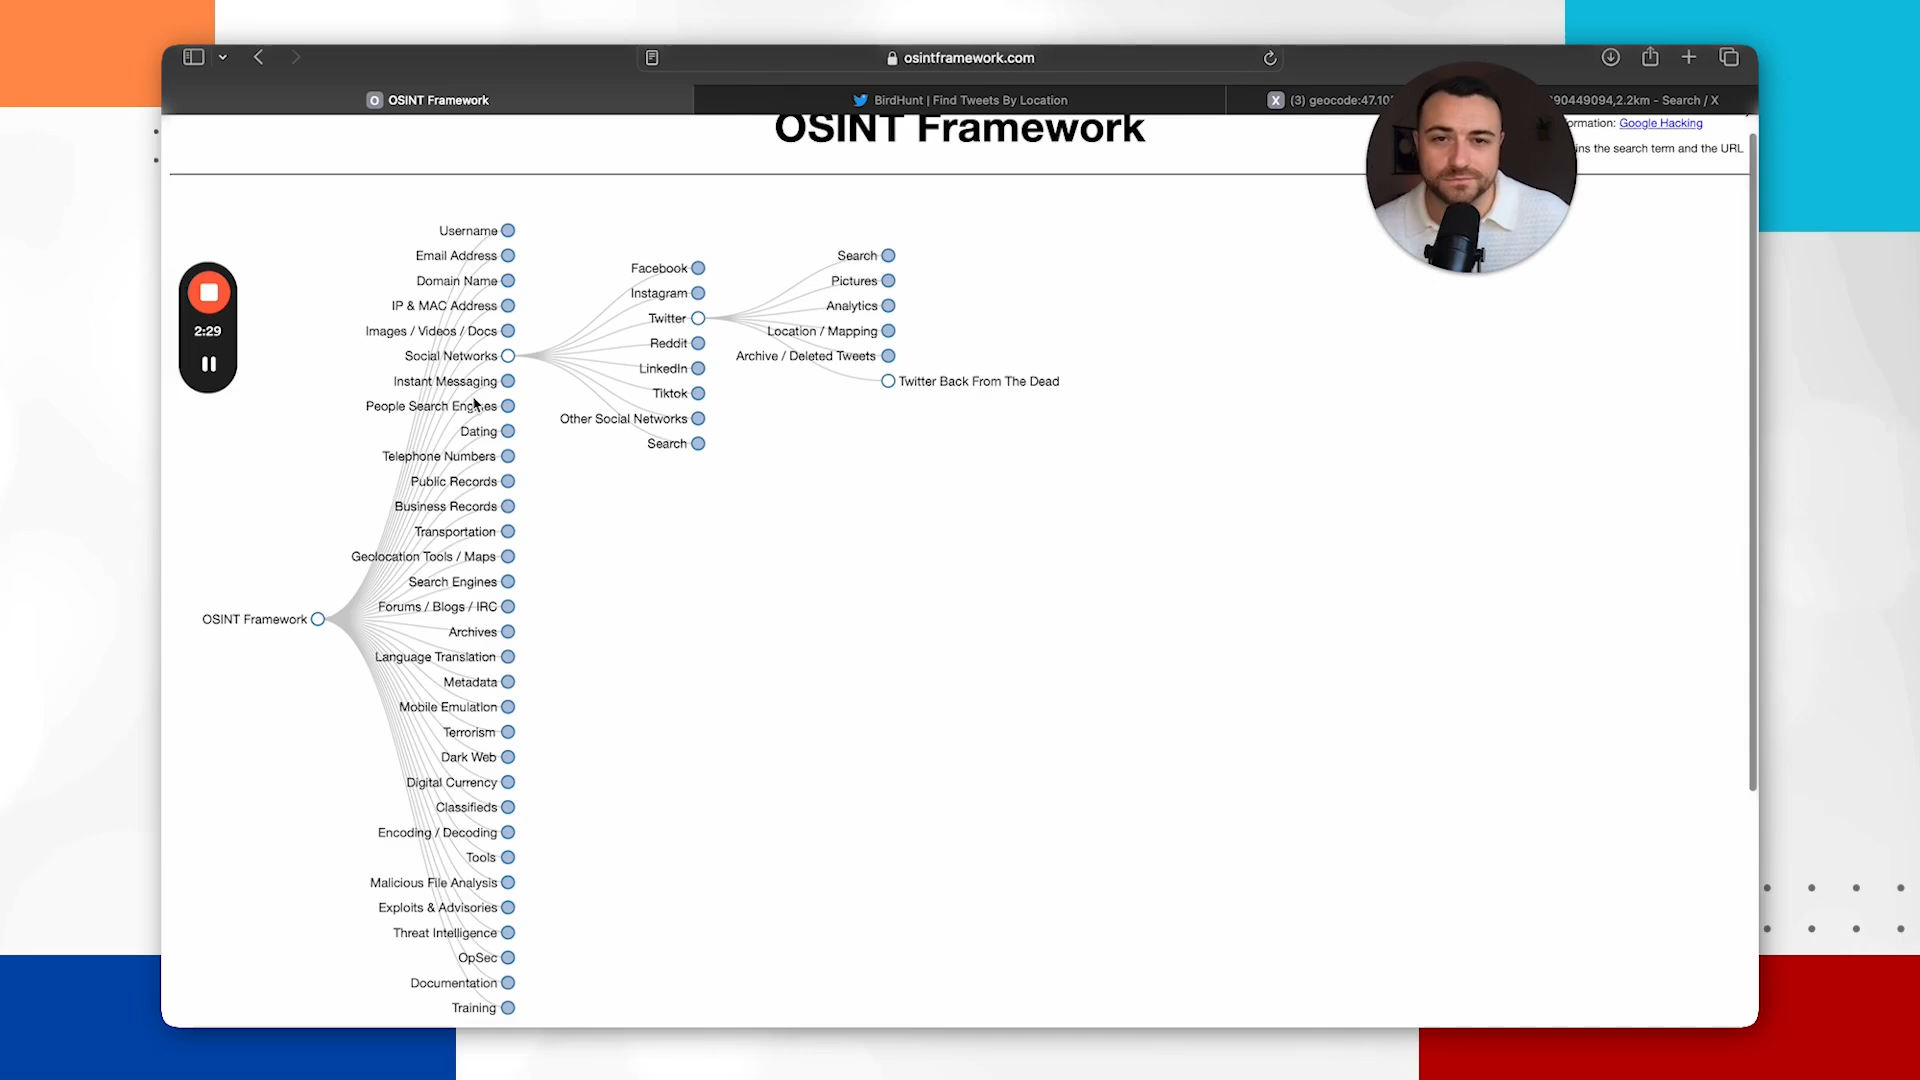 osintframework.com
O OSINT Framework
BirdHunt | Find Tweets By Location
X (3) geocode:47.10
90449094,2.2km - Search / X
OSINT Framework
Google Hacking
ins the search term and the URL
2:29
Username
Email Address
Domain Name
IP & MAC Address
Images / Videos / Docs
Social Networks
Instant Messaging
People Search Engines
Dating
Telephone Numbers
Public Records
Business Records
Transportation
Geolocation Tools / Maps
Search Engines
Forums / Blogs / IRC
Archives
Language Translation
Metadata
Mobile Emulation
Terrorism
Dark Web
Digital Currency
Classifieds
Encoding / Decoding
Tools
Malicious File Analysis
Exploits & Advisories
Threat Intelligence
OpSec
Documentation
Training
OSINT Framework
Facebook
Instagram
Twitter
Reddit
LinkedIn
Tiktok
Other Social Networks
Search
Search
Pictures
Analytics
Location / Mapping
Archive / Deleted Tweets
Twitter Back From The Dead